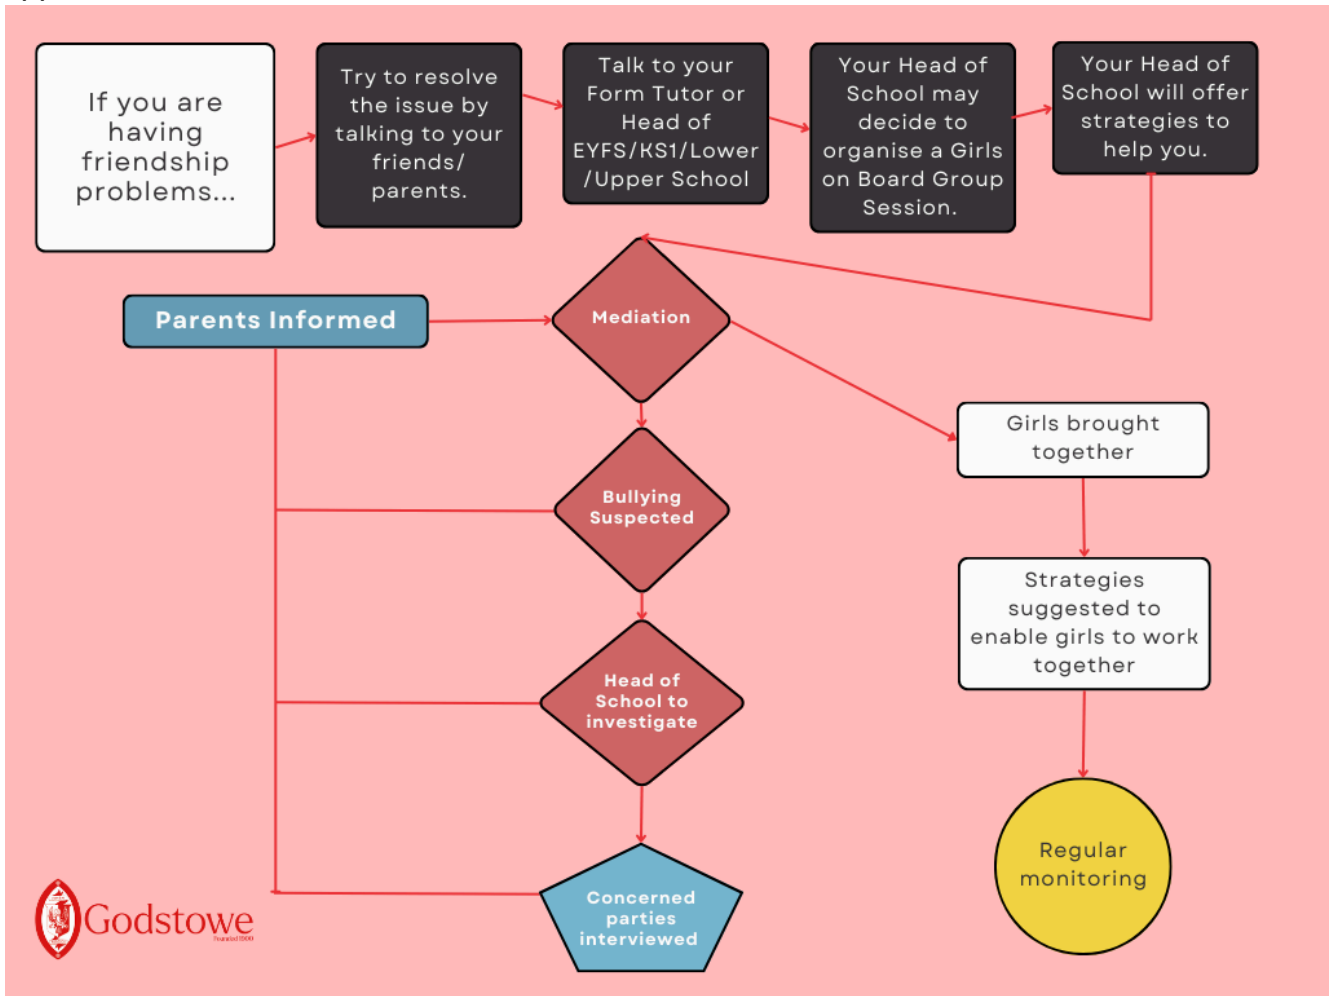 If you are
having
friendship
problems...
Try to resolve
the issue by
talking to your
friends/
parents.
Talk to your
Form Tutor or
Head of
EYFS/KS1/Lower
/Upper School
Your Head of
School may
decide to
organise a Girls
on Board Group
Session.
Your Head of
School will offer
strategies to
help you.
Parents Informed
Mediation
Girls brought
together
Bullying
Suspected
Strategies
suggested to
enable girls to work
together
Head of
School to
investigate
Regular
monitoring
Concerned
parties
interviewed
Godstowe
Founded 1900